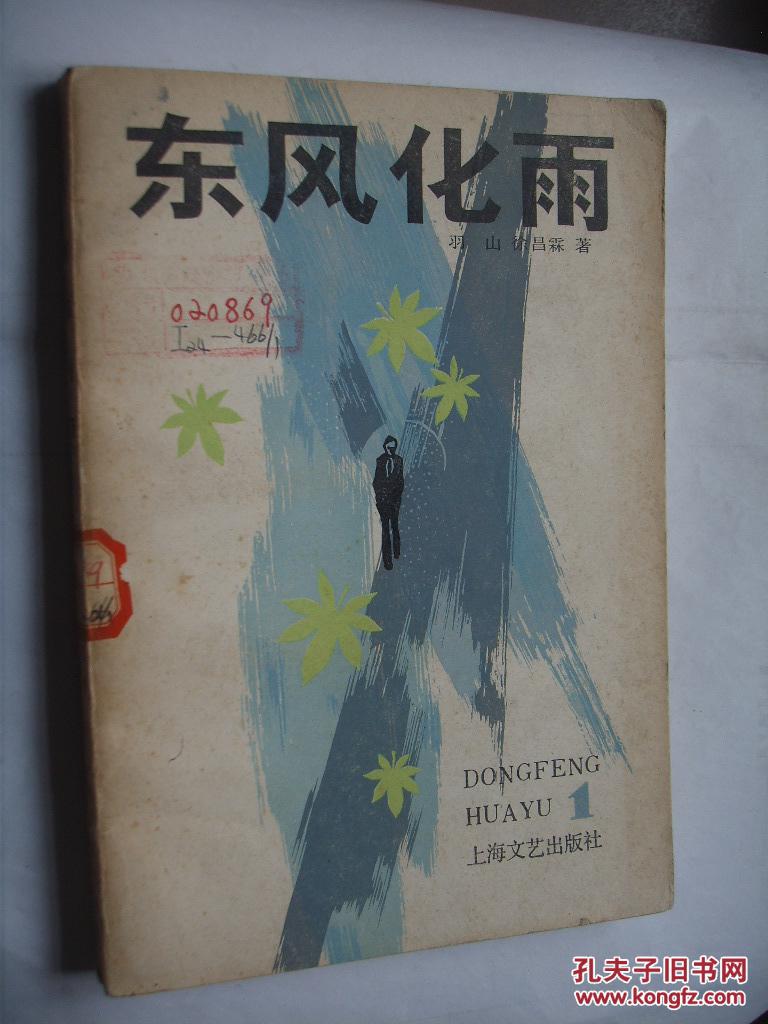 东风化雨
羽 山 徐昌霖 著
020869
I24—466/1
DONGFENG
HUAYU 1
上海文艺出版社
孔夫子旧书网
www.kongfz.com